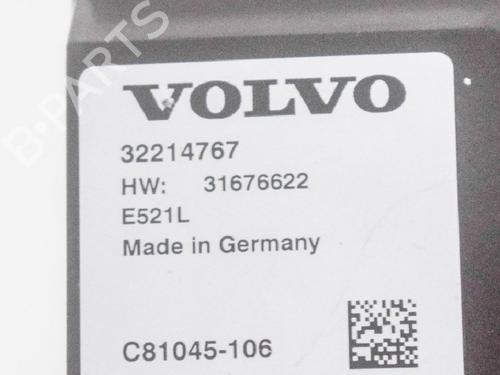 VOLVO
32214767
HW: 31676622
E521L
Made in Germany
C81045-106
B-PARTS